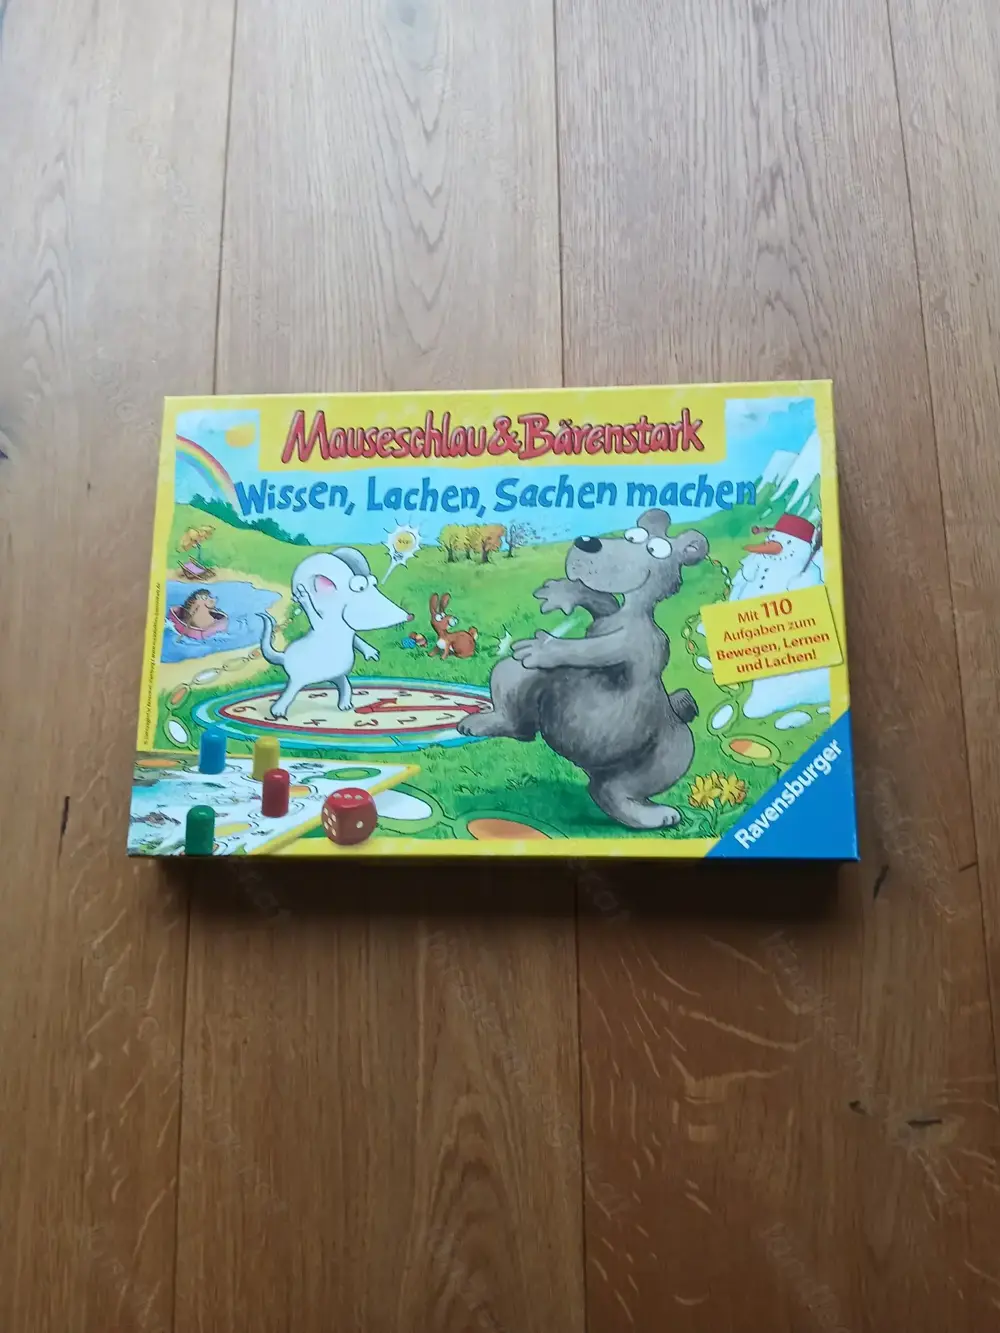 Mauseschlau & Bärenstark
Wissen, Lachen, Sachen machen
Mit 110
Aufgaben zum
Bewegen, Lernen
und Lachen!
Ravensburger